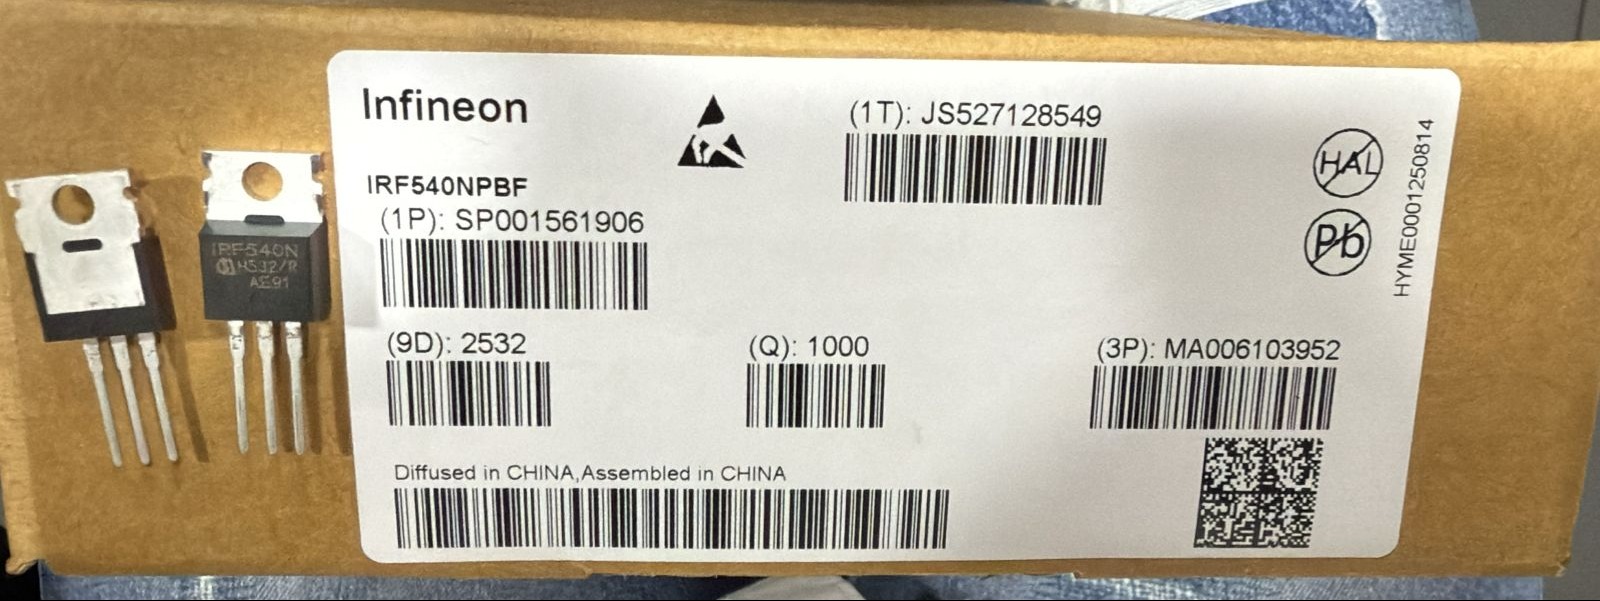 Infineon
IRF540NPBF
(1P): SP001561906
(1T): JS527128549
HAL
Pb
HYME0001250814
(9D): 2532
(Q): 1000
(3P): MA006103952
Diffused in CHINA,Assembled in CHINA
IRF540N
AE91